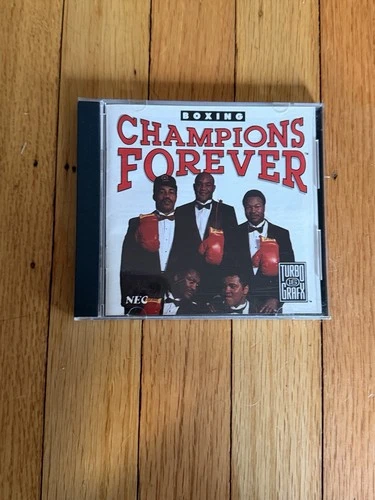 BOXING
CHAMPIONS
FOREVER
NEC
TURBO
GRAFX